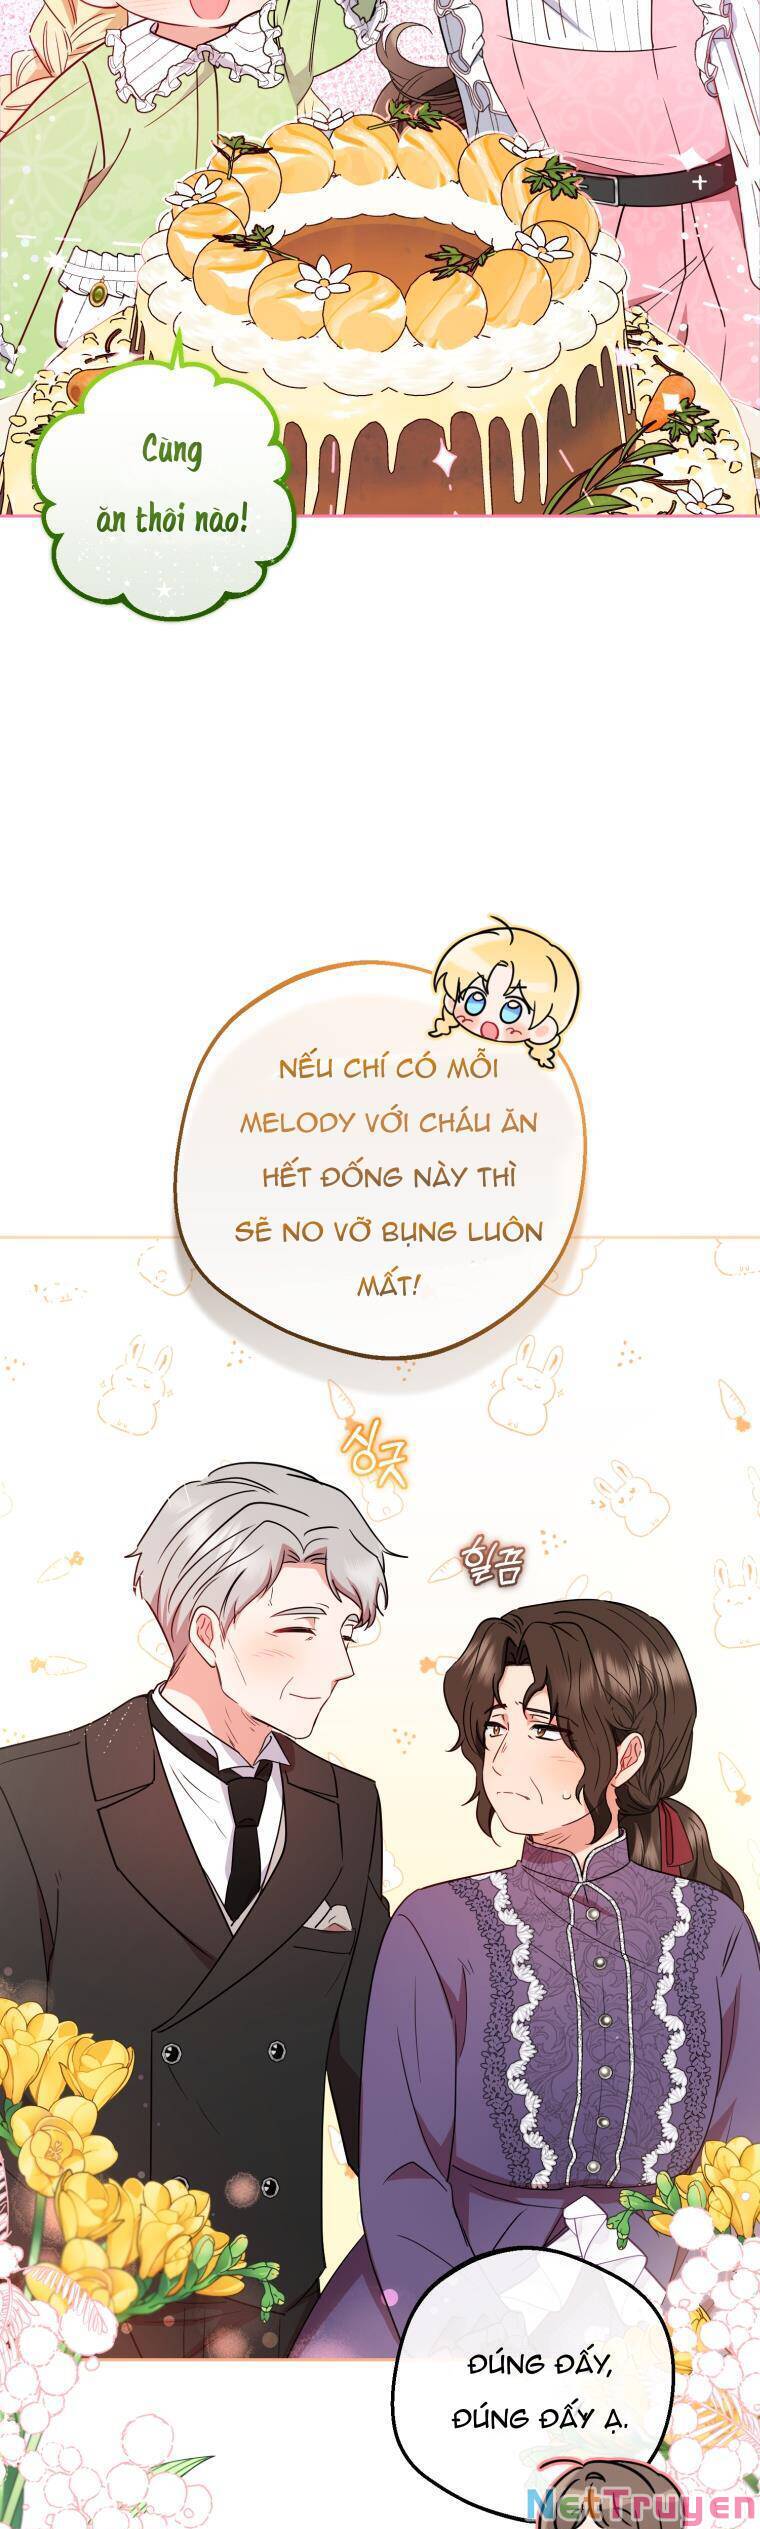 Cùng
ăn thôi nào!
NẾU CHÍ CÓ MỖI
MELODY VỚI CHÁU ĂN
HẾT ĐỐNG NÀY THÌ
SẼ NO VỠ BỤNG LUÔN
MẤT!
싱긋
힐끔
ĐÚNG ĐẤY,
ĐÚNG ĐẤY Ạ.
NetTruyen